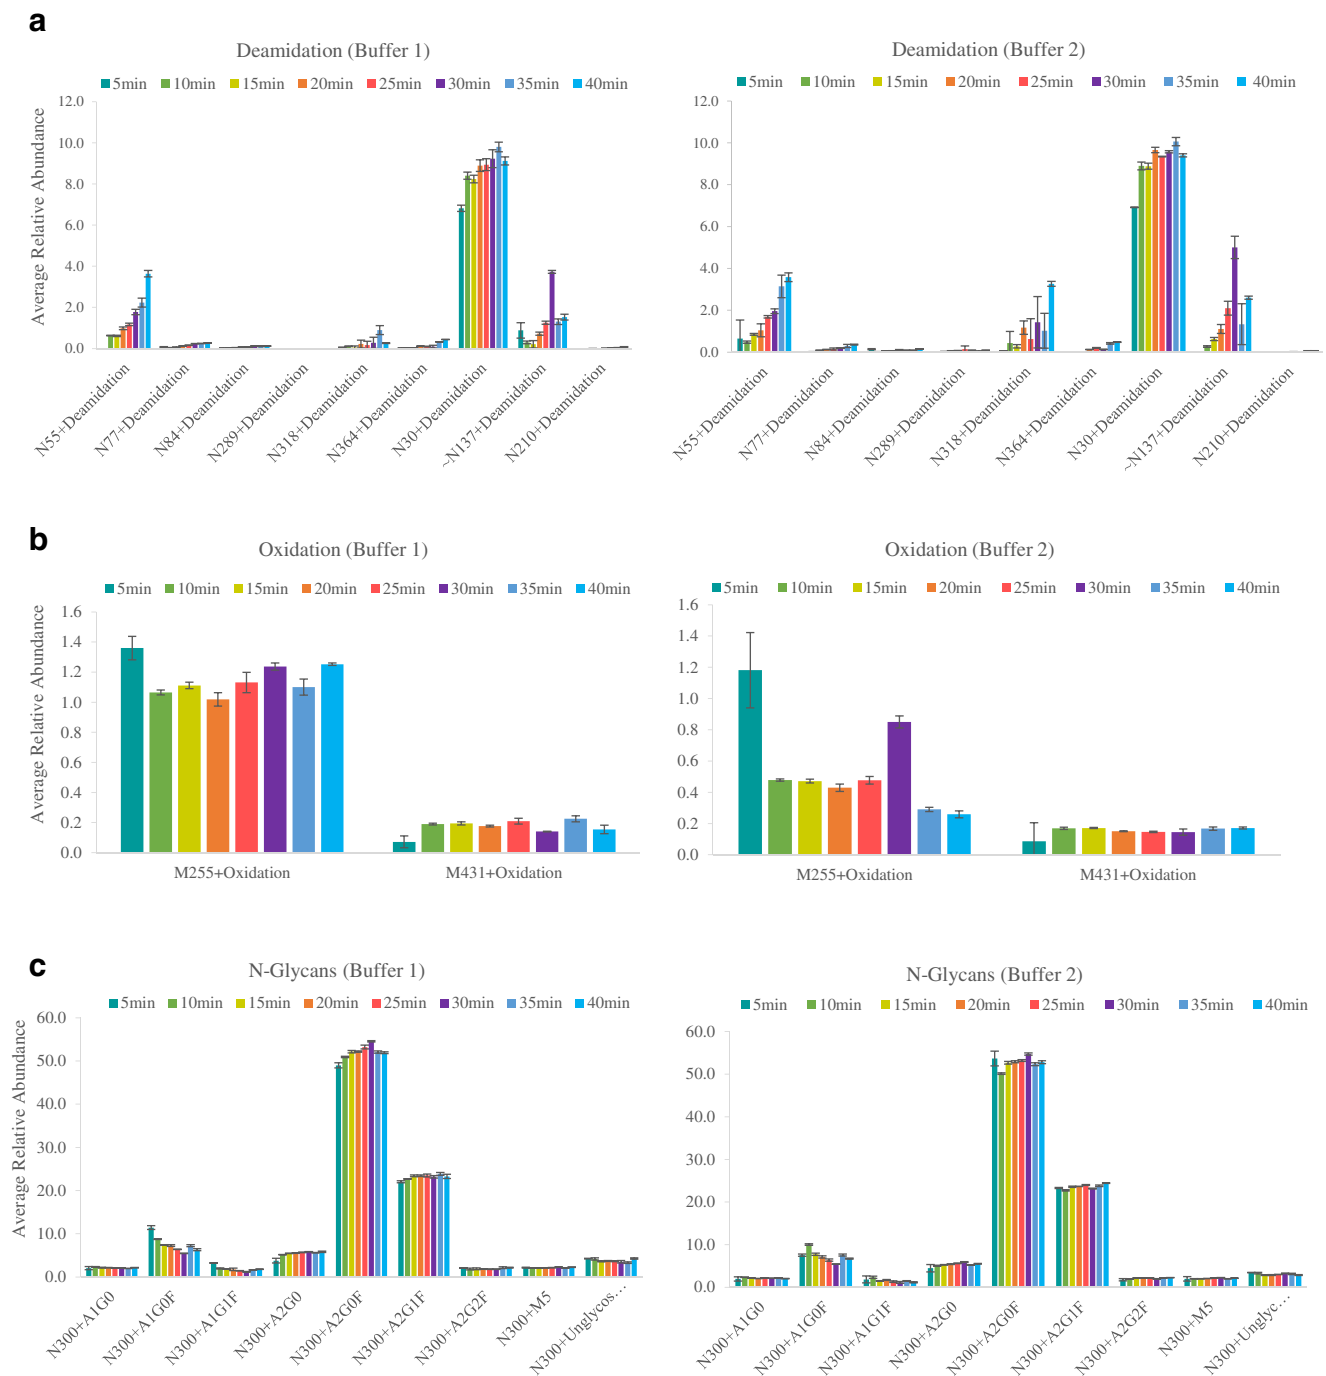 a
Deamidation (Buffer 1)
5min 10min 15min 20min 25min 30min 35min 40min
Average Relative Abundance
12.0
10.0
8.0
6.0
4.0
2.0
0.0
N55+Deamidation
N77+Deamidation
N84+Deamidation
N289+Deamidation
N318+Deamidation
N364+Deamidation
N30+Deamidation
~N137+Deamidation
N210+Deamidation
Deamidation (Buffer 2)
5min 10min 15min 20min 25min 30min 35min 40min
12.0
10.0
8.0
6.0
4.0
2.0
0.0
N55+Deamidation
N77+Deamidation
N84+Deamidation
N289+Deamidation
N318+Deamidation
N364+Deamidation
N30+Deamidation
~N137+Deamidation
N210+Deamidation
b
Oxidation (Buffer 1)
5min 10min 15min 20min 25min 30min 35min 40min
Average Relative Abundance
1.6
1.4
1.2
1.0
0.8
0.6
0.4
0.2
0.0
M255+Oxidation
M431+Oxidation
Oxidation (Buffer 2)
5min 10min 15min 20min 25min 30min 35min 40min
1.6
1.4
1.2
1.0
0.8
0.6
0.4
0.2
0.0
M255+Oxidation
M431+Oxidation
c
N-Glycans (Buffer 1)
5min 10min 15min 20min 25min 30min 35min 40min
Average Relative Abundance
60.0
50.0
40.0
30.0
20.0
10.0
0.0
N300+A1G0
N300+A1G0F
N300+A1G1F
N300+A2G0
N300+A2G0F
N300+A2G1F
N300+A2G2F
N300+M5
N300+Unglycos…
N-Glycans (Buffer 2)
5min 10min 15min 20min 25min 30min 35min 40min
60.0
50.0
40.0
30.0
20.0
10.0
0.0
N300+A1G0
N300+A1G0F
N300+A1G1F
N300+A2G0
N300+A2G0F
N300+A2G1F
N300+A2G2F
N300+M5
N300+Unglyc…